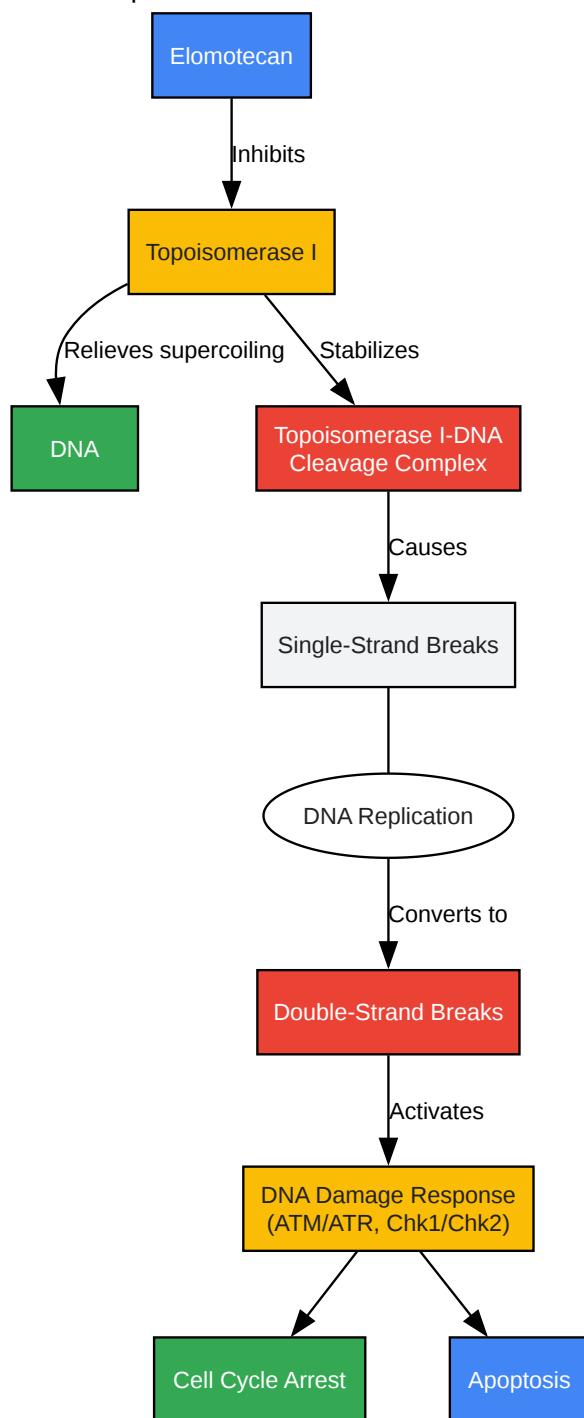 Elomotecan
Inhibits
Topoisomerase I
Relieves supercoiling
Stabilizes
DNA
Topoisomerase I-DNA
Cleavage Complex
Causes
Single-Strand Breaks
DNA Replication
Converts to
Double-Strand Breaks
Activates
DNA Damage Response
(ATM/ATR, Chk1/Chk2)
Cell Cycle Arrest
Apoptosis